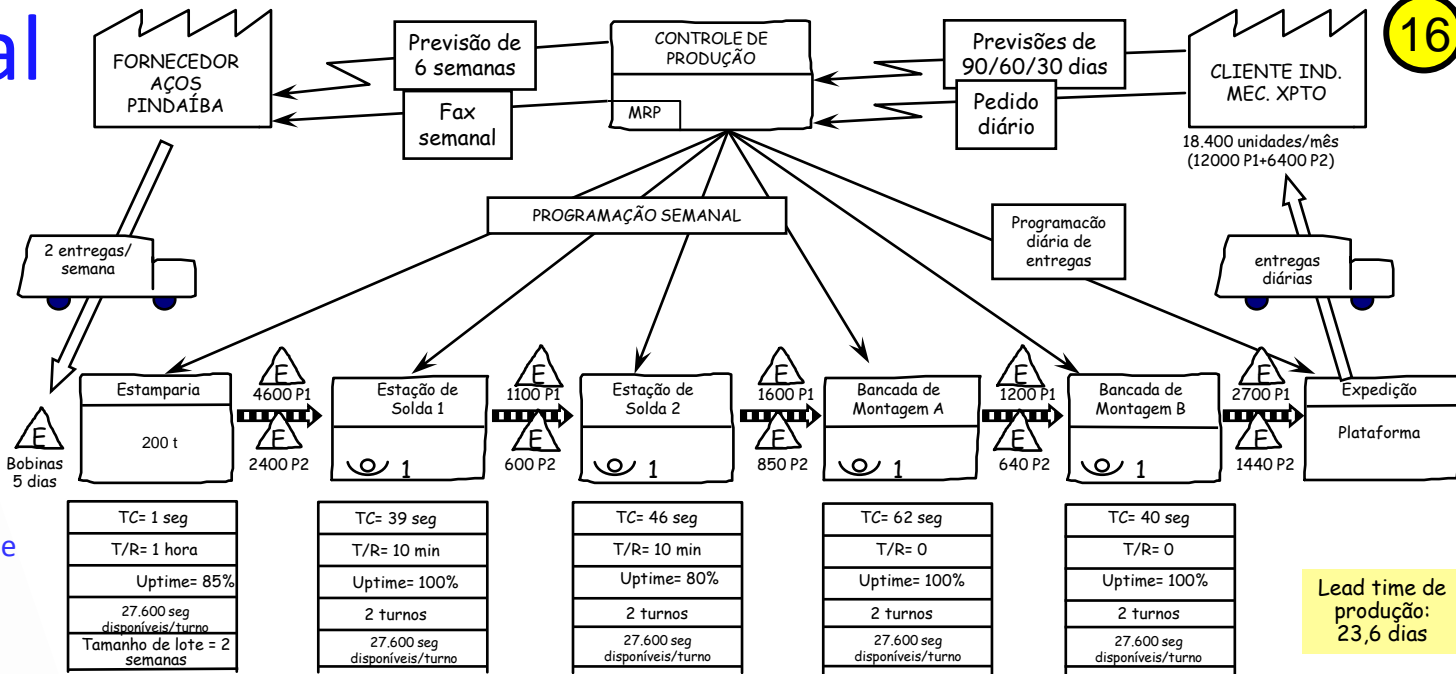 al
16
FORNECEDOR
AÇOS
PINDAÍBA
Previsão de
6 semanas
Fax
semanal
CONTROLE DE
PRODUÇÃO
MRP
Previsões de
90/60/30 dias
Pedido
diário
CLIENTE IND.
MEC. XPTO
18.400 unidades/mês
(12000 P1+6400 P2)
2 entregas/
semana
PROGRAMAÇÃO SEMANAL
Programacão
diária de
entregas
entregas
diárias
E
Bobinas
5 dias
Estamparia
200 t
E
4600 P1
E
2400 P2
Estação de
Solda 1
1
E
1100 P1
E
600 P2
Estação de
Solda 2
1
E
1600 P1
E
850 P2
Bancada de
Montagem A
1
E
1200 P1
E
640 P2
Bancada de
Montagem B
1
E
2700 P1
E
1440 P2
Expedição
Plataforma
TC= 1 seg
T/R= 1 hora
Uptime= 85%
27.600 seg
disponíveis/turno
Tamanho de lote = 2
semanas
TC= 39 seg
T/R= 10 min
Uptime= 100%
2 turnos
27.600 seg
disponíveis/turno
TC= 46 seg
T/R= 10 min
Uptime= 80%
2 turnos
27.600 seg
disponíveis/turno
TC= 62 seg
T/R= 0
Uptime= 100%
2 turnos
27.600 seg
disponíveis/turno
TC= 40 seg
T/R= 0
Uptime= 100%
2 turnos
27.600 seg
disponíveis/turno
e
Lead time de
produção:
23,6 dias